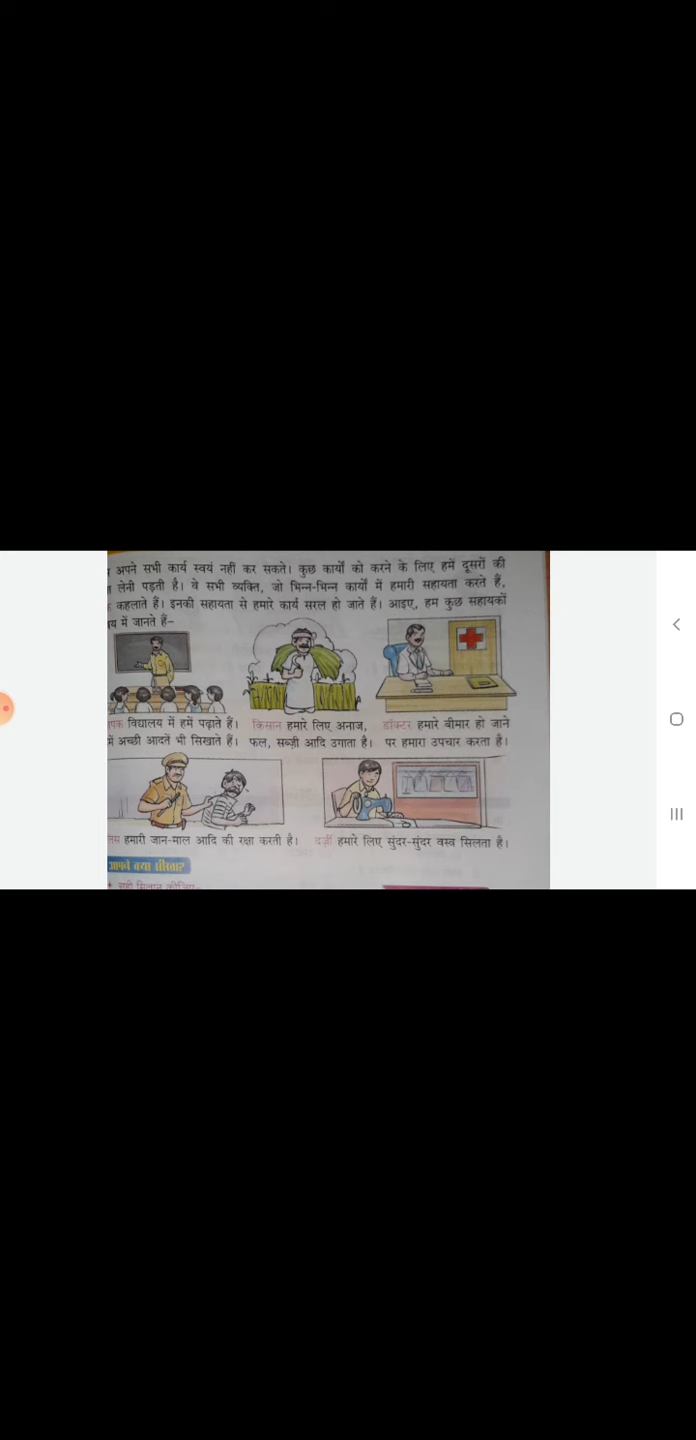 अपने सभी कार्य स्वयं नहीं कर सकते। कुछ कार्यों को करने के लिए हमें दूसरों की
लेनी पड़ती है। वे सभी व्यक्ति, जो भिन्न-भिन्न कार्यों में हमारी सहायता करते हैं,
कहलाते हैं। इनकी सहायता से हमारे कार्य सरल हो जाते हैं। आइए, हम कुछ सहायकों
में जानते हैं-
विद्यालय में हमें पढ़ाते हैं।
अच्छी आदतें भी सिखाते हैं।
किसान हमारे लिए अनाज,
फल, सब्ज़ी आदि उगाता है।
डॉक्टर हमारे बीमार हो जाने
पर हमारा उपचार करता है।
हमारी जान-माल आदि की रक्षा करती है।
दर्ज़ी हमारे लिए सुंदर-सुंदर वस्त्र सिलता है।
आपने क्या सीखा?
सही मिलान कीजिए-